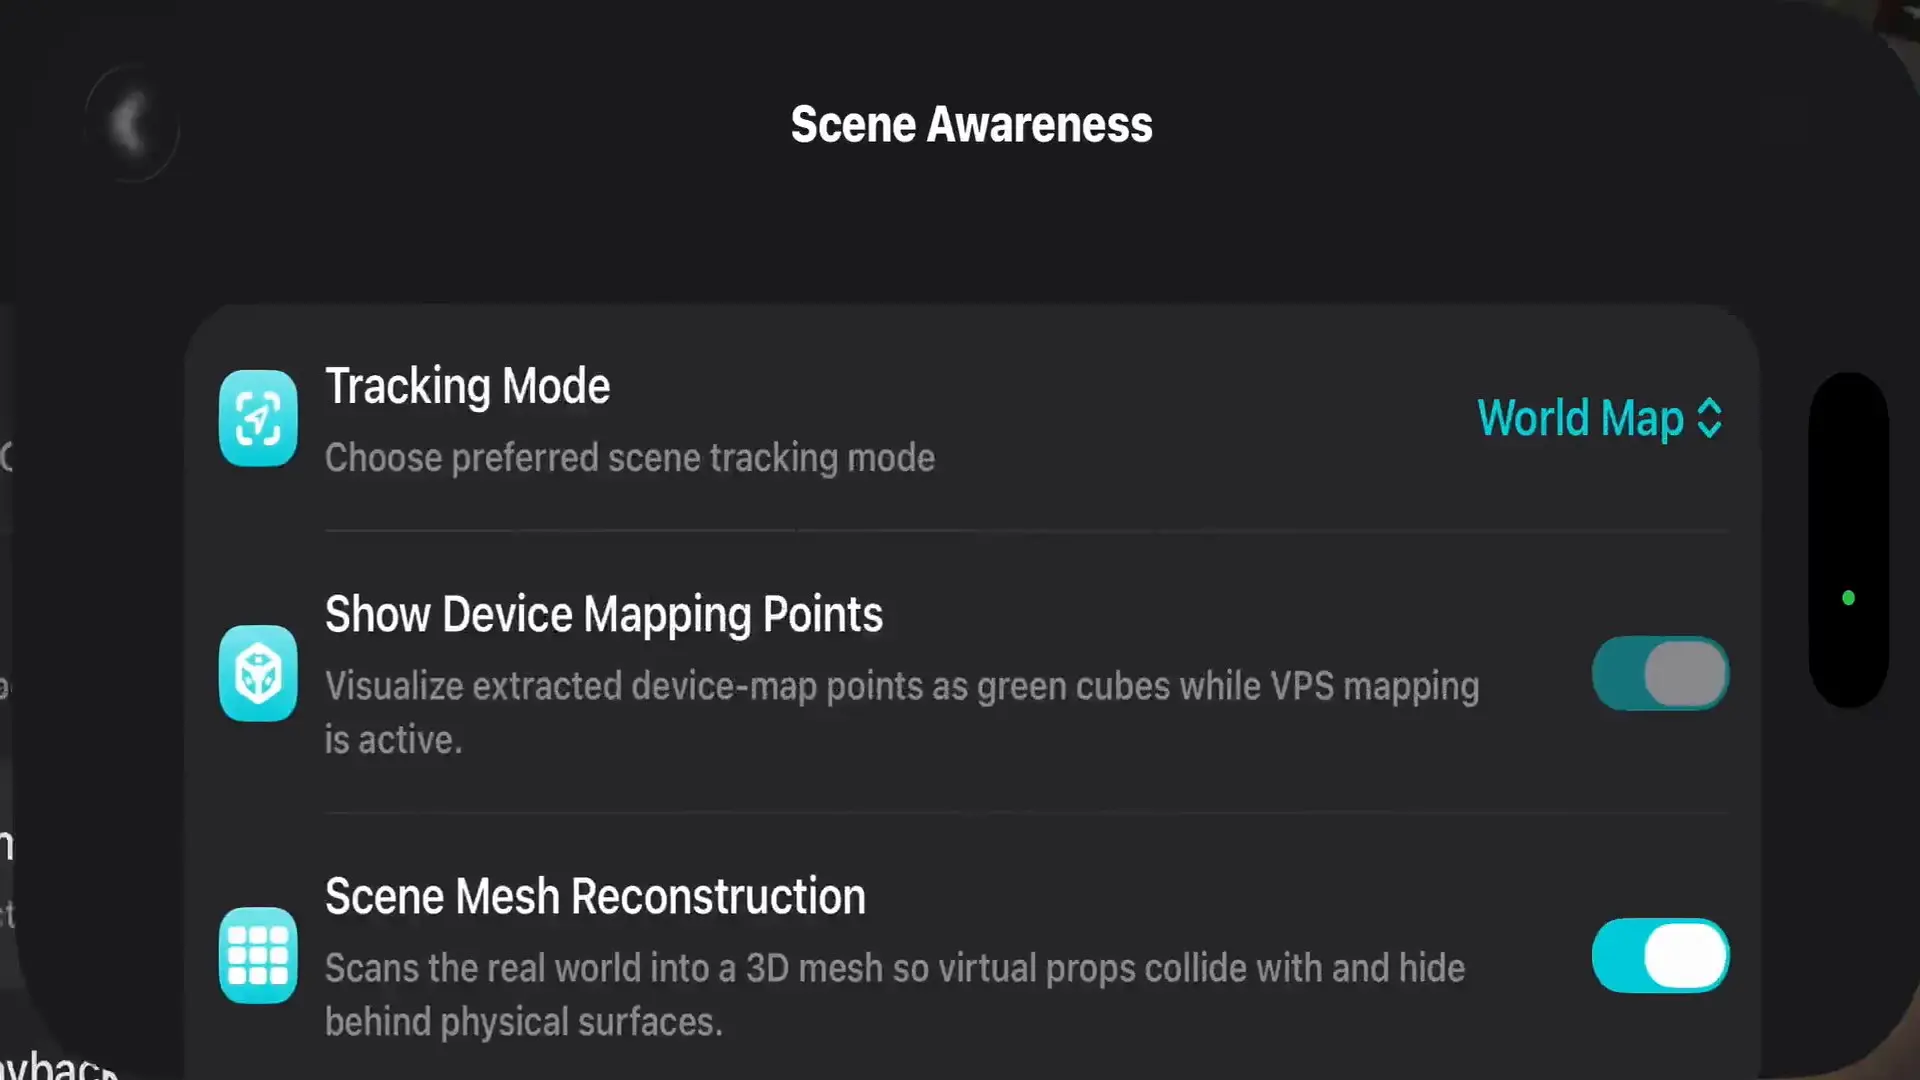 Scene Awareness
Tracking Mode
Choose preferred scene tracking mode
World Map
Show Device Mapping Points
Visualize extracted device-map points as green cubes while VPS mapping
is active.
Scene Mesh Reconstruction
Scans the real world into a 3D mesh so virtual props collide with and hide
behind physical surfaces.